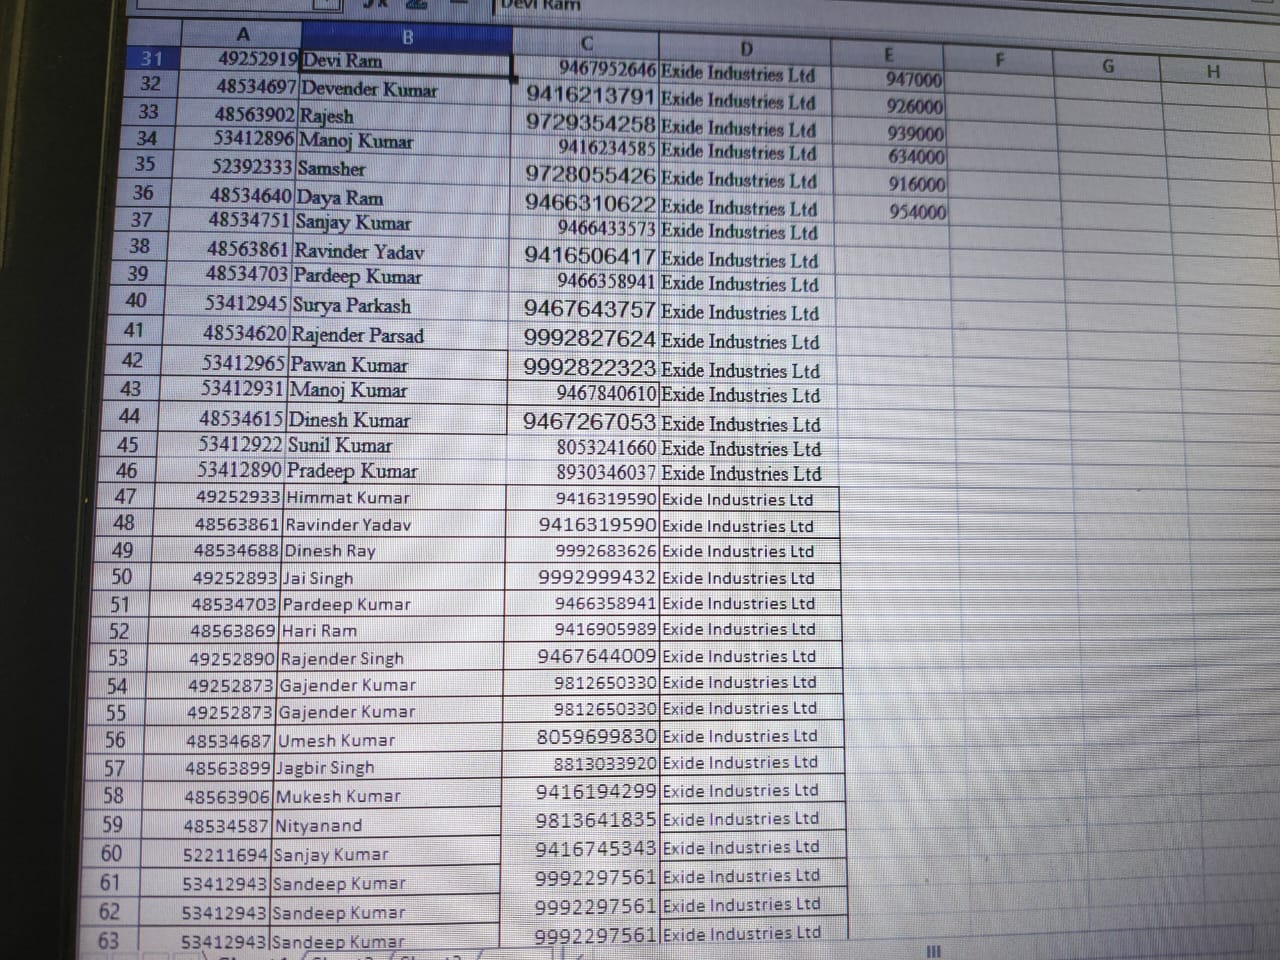 Devi Ram
A B C D E F G H
31 49252919 Devi Ram 9467952646 Exide Industries Ltd 947000
32 48534697 Devender Kumar 9416213791 Exide Industries Ltd 926000
33 48563902 Rajesh 9729354258 Exide Industries Ltd 939000
34 53412896 Manoj Kumar 9416234585 Exide Industries Ltd 634000
35 52392333 Samsher 9728055426 Exide Industries Ltd 916000
36 48534640 Daya Ram 9466310622 Exide Industries Ltd 954000
37 48534751 Sanjay Kumar 9466433573 Exide Industries Ltd
38 48563861 Ravinder Yadav 9416506417 Exide Industries Ltd
39 48534703 Pardeep Kumar 9466358941 Exide Industries Ltd
40 53412945 Surya Parkash 9467643757 Exide Industries Ltd
41 48534620 Rajender Parsad 9992827624 Exide Industries Ltd
42 53412965 Pawan Kumar 9992822323 Exide Industries Ltd
43 53412931 Manoj Kumar 9467840610 Exide Industries Ltd
44 48534615 Dinesh Kumar 9467267053 Exide Industries Ltd
45 53412922 Sunil Kumar 8053241660 Exide Industries Ltd
46 53412890 Pradeep Kumar 8930346037 Exide Industries Ltd
47 49252933 Himmat Kumar 9416319590 Exide Industries Ltd
48 48563861 Ravinder Yadav 9416319590 Exide Industries Ltd
49 48534688 Dinesh Ray 9992683626 Exide Industries Ltd
50 49252893 Jai Singh 9992999432 Exide Industries Ltd
51 48534703 Pardeep Kumar 9466358941 Exide Industries Ltd
52 48563869 Hari Ram 9416905989 Exide Industries Ltd
53 49252890 Rajender Singh 9467644009 Exide Industries Ltd
54 49252873 Gajender Kumar 9812650330 Exide Industries Ltd
55 49252873 Gajender Kumar 9812650330 Exide Industries Ltd
56 48534687 Umesh Kumar 8059699830 Exide Industries Ltd
57 48563899 Jagbir Singh 8813033920 Exide Industries Ltd
58 48563906 Mukesh Kumar 9416194299 Exide Industries Ltd
59 48534587 Nityanand 9813641835 Exide Industries Ltd
60 52211694 Sanjay Kumar 9416745343 Exide Industries Ltd
61 53412943 Sandeep Kumar 9992297561 Exide Industries Ltd
62 53412943 Sandeep Kumar 9992297561 Exide Industries Ltd
63 53412943 Sandeep Kumar 9992297561 Exide Industries Ltd